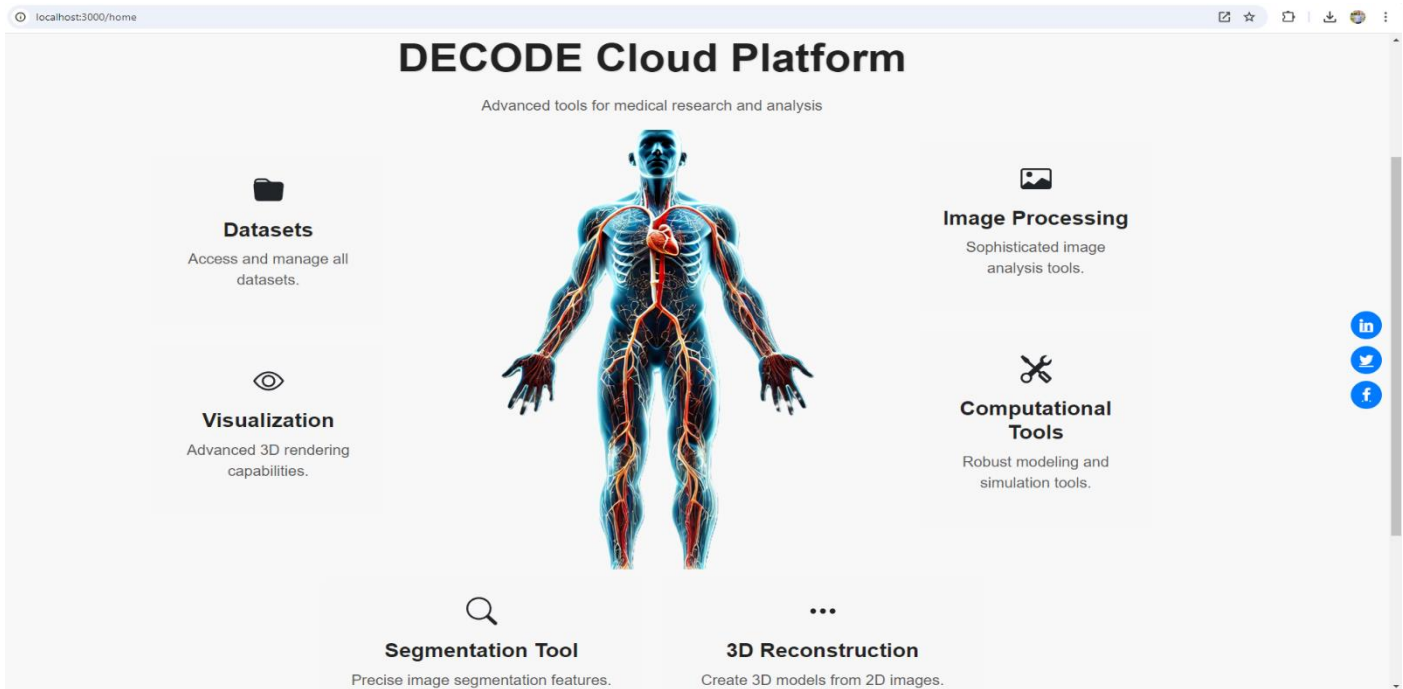 localhost:3000/home
DECODE Cloud Platform
Advanced tools for medical research and analysis
Datasets
Access and manage all
datasets.
Image Processing
Sophisticated image
analysis tools.
Visualization
Advanced 3D rendering
capabilities.
Computational
Tools
Robust modeling and
simulation tools.
in
f
Segmentation Tool
Precise image segmentation features.
3D Reconstruction
Create 3D models from 2D images.